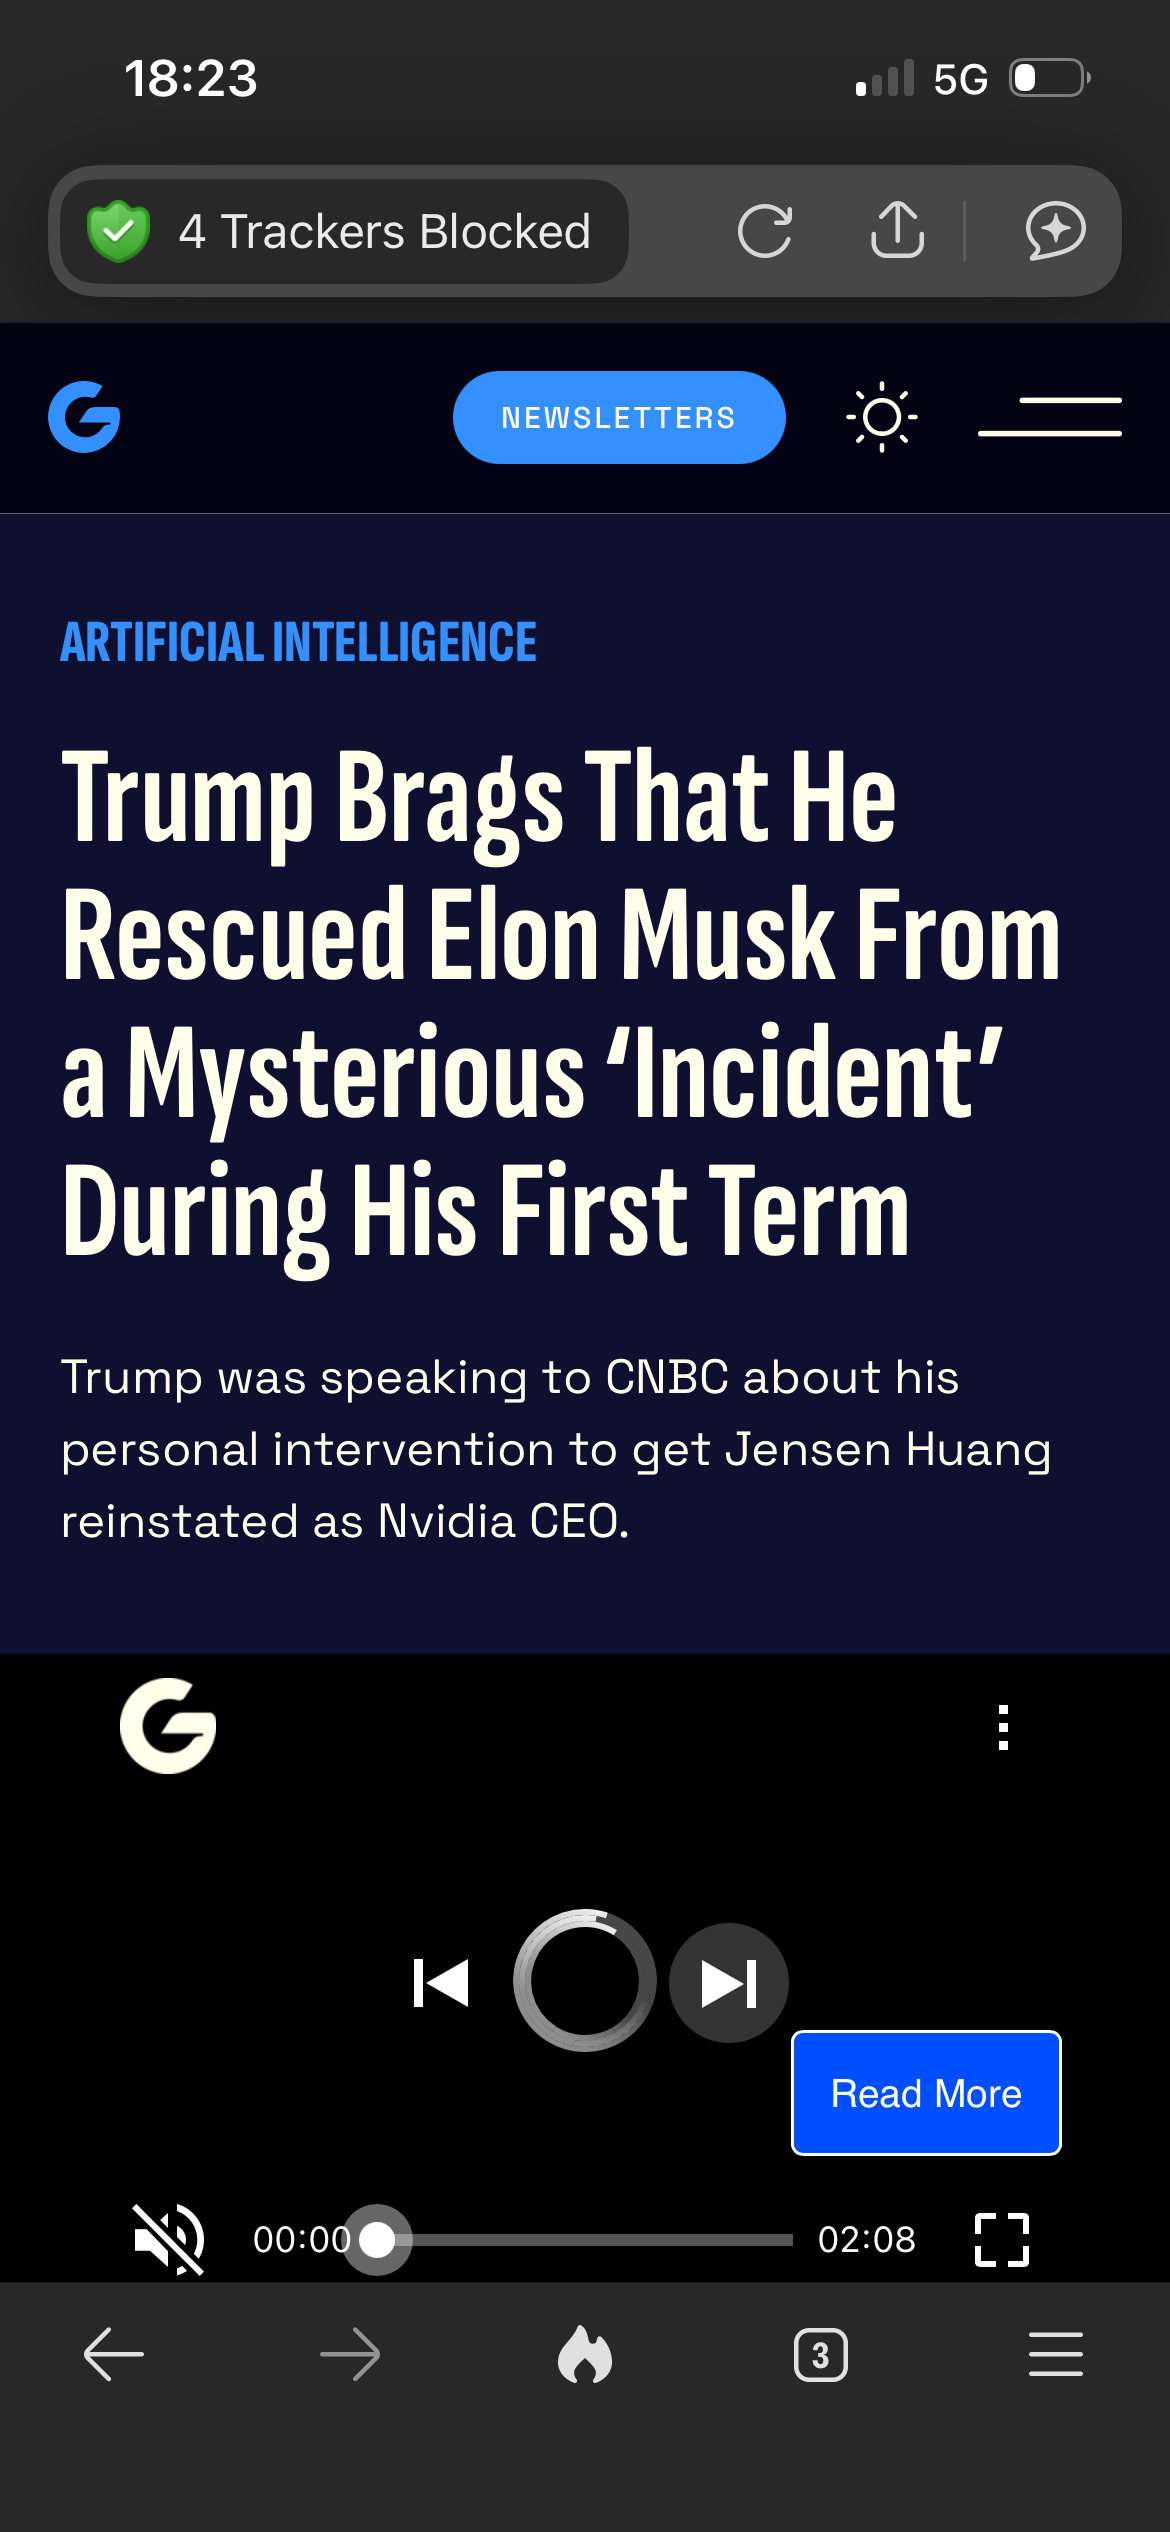 18:23
5G
4 Trackers Blocked
NEWSLETTERS
ARTIFICIAL INTELLIGENCE
Trump Brags That He
Rescued Elon Musk From
a Mysterious ‘Incident’
During His First Term
Trump was speaking to CNBC about his
personal intervention to get Jensen Huang
reinstated as Nvidia CEO.
Read More
00:00
02:08
3